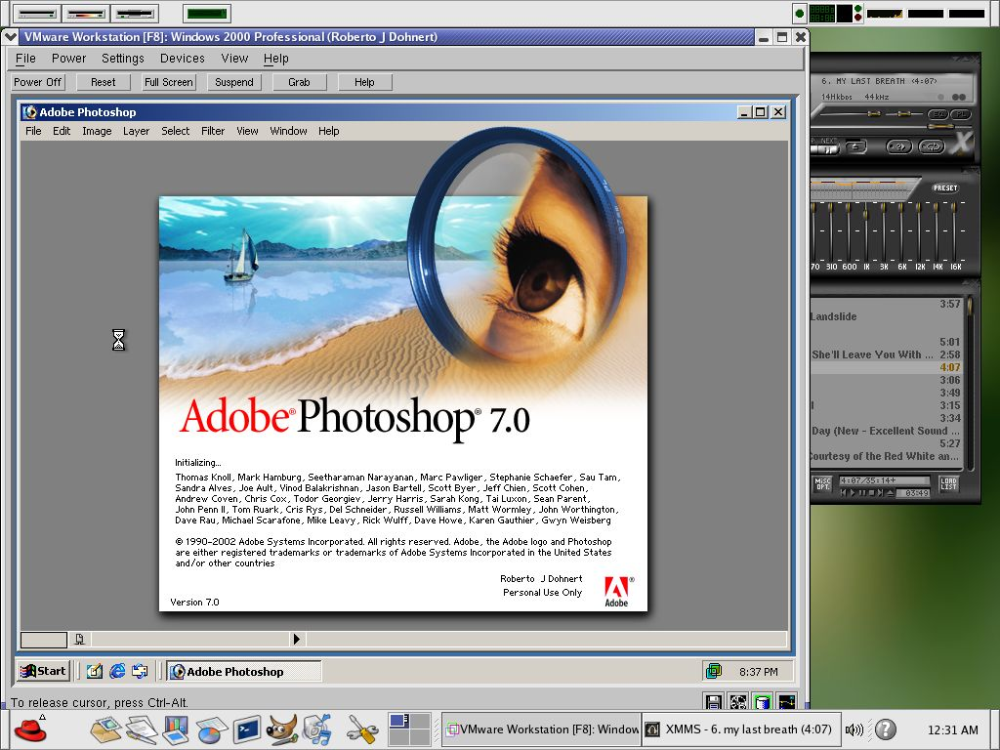 VMware Workstation [F8]: Windows 2000 Professional (Roberto J Dohnert)
File Power Settings Devices View Help
Power Off Reset Full Screen Suspend Grab Help
Adobe Photoshop
File Edit Image Layer Select Filter View Window Help
Adobe® Photoshop® 7.0
Initializing...
Thomas Knoll, Mark Hamburg, Seetharaman Narayanan, Marc Pawliger, Stephanie Schaefer, Sau Tam,
Sandra Alves, Joe Ault, Vinod Balakrishnan, Jason Bartell, Scott Byer, Jeff Chien, Scott Cohen,
Andrew Coven, Chris Cox, Todor Georgiev, Jerry Harris, Sarah Kong, Tai Luxon, Sean Parent,
John Penn II, Tom Ruark, Cris Rys, Del Schneider, Russell Williams, Matt Wormley, John Worthington,
Dave Rau, Michael Scarafone, Mike Leavy, Rick Wulff, Dave Howe, Karen Gauthier, Gwyn Weisberg
© 1990-2002 Adobe Systems Incorporated. All rights reserved. Adobe, the Adobe logo and Photoshop
are either registered trademarks or trademarks of Adobe Systems Incorporated in the United States
and/or other countries
Roberto J Dohnert
Personal Use Only
Adobe®
Version 7.0
Start Adobe Photoshop 8:37 PM
To release cursor, press Ctrl-Alt.
6. MY LAST BREATH (4:07)
44kHz
NEXT
PRESET
70 310 600 1K 3K 6K 12K 14K 16K
3:57
Landslide
5:01
She'll Leave You With ... 2:58
4:07
3:06
3:49
3:15
3:34
Day (New - Excellent Sound ...
5:27
Courtesy of the Red White an...
MISC OPT. 4:07/35:14+ LOAD LIST
03:49
VMware Workstation [F8]: Window XMMS - 6. my last breath (4:07) 12:31 AM